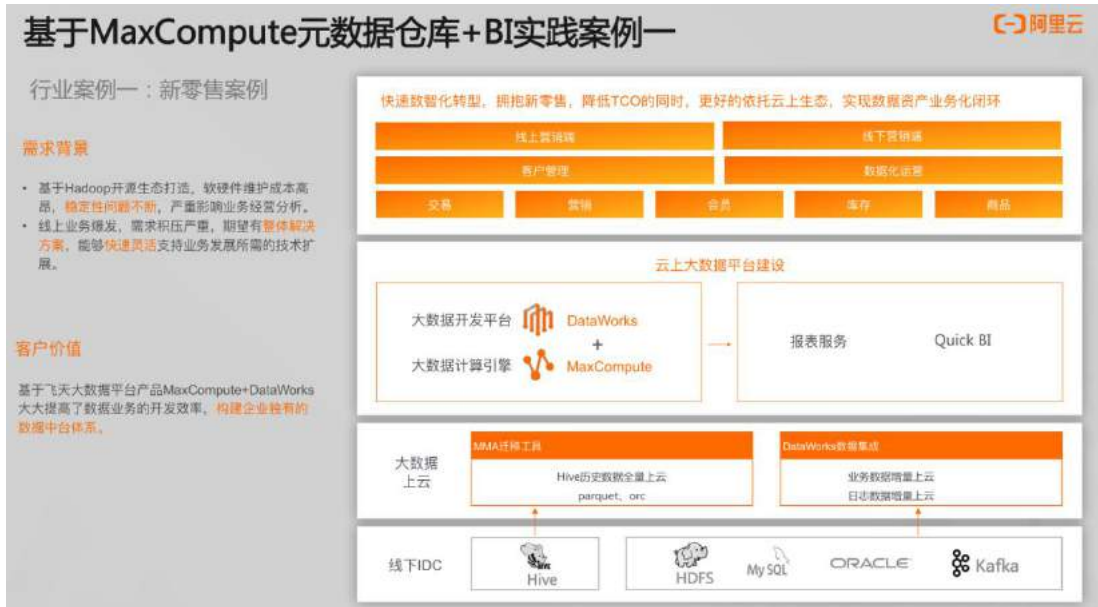 基于MaxCompute元数据仓库+BI实践案例一
阿里云
行业案例一：新零售案例
需求背景
• 基于Hadoop开源生态打造，软硬件维护成本高
昂，稳定性问题不断，严重影响业务经营分析。
• 线上业务爆发，需求积压严重，期望有整体解决
方案，能够快速灵活支持业务发展所需的技术扩
展。
客户价值
基于飞天大数据平台产品MaxCompute+DataWorks
大大提高了数据业务的开发效率，构建企业独有的
数据中台体系。
快速数智化转型，拥抱新零售，降低TCO的同时，更好的依托云上生态，实现数据资产业务化闭环
线上营销端
线下营销端
客户管理
数据化运营
交易
营销
会员
库存
商品
云上大数据平台建设
大数据开发平台
DataWorks
+
大数据计算引擎
MaxCompute
报表服务
Quick BI
大数据
上云
MMA迁移工具
Hive历史数据全量上云
parquet、orc
DataWorks数据集成
业务数据增量上云
日志数据增量上云
线下IDC
Hive
HDFS
MySQL
ORACLE
Kafka